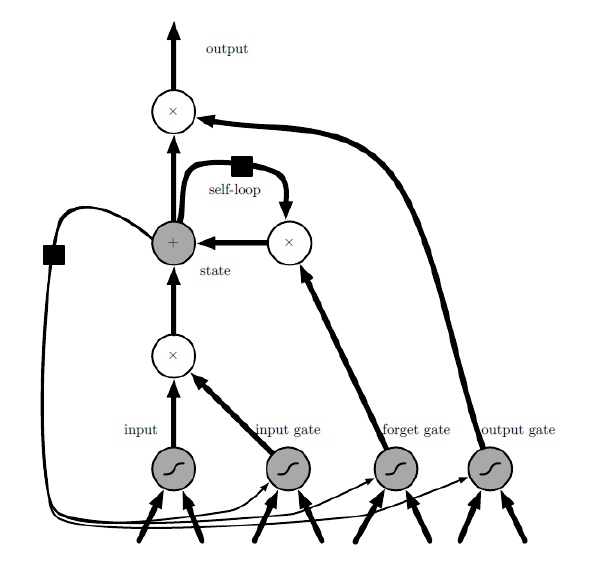 output
×
self-loop
+
×
state
×
input
input gate
forget gate
output gate